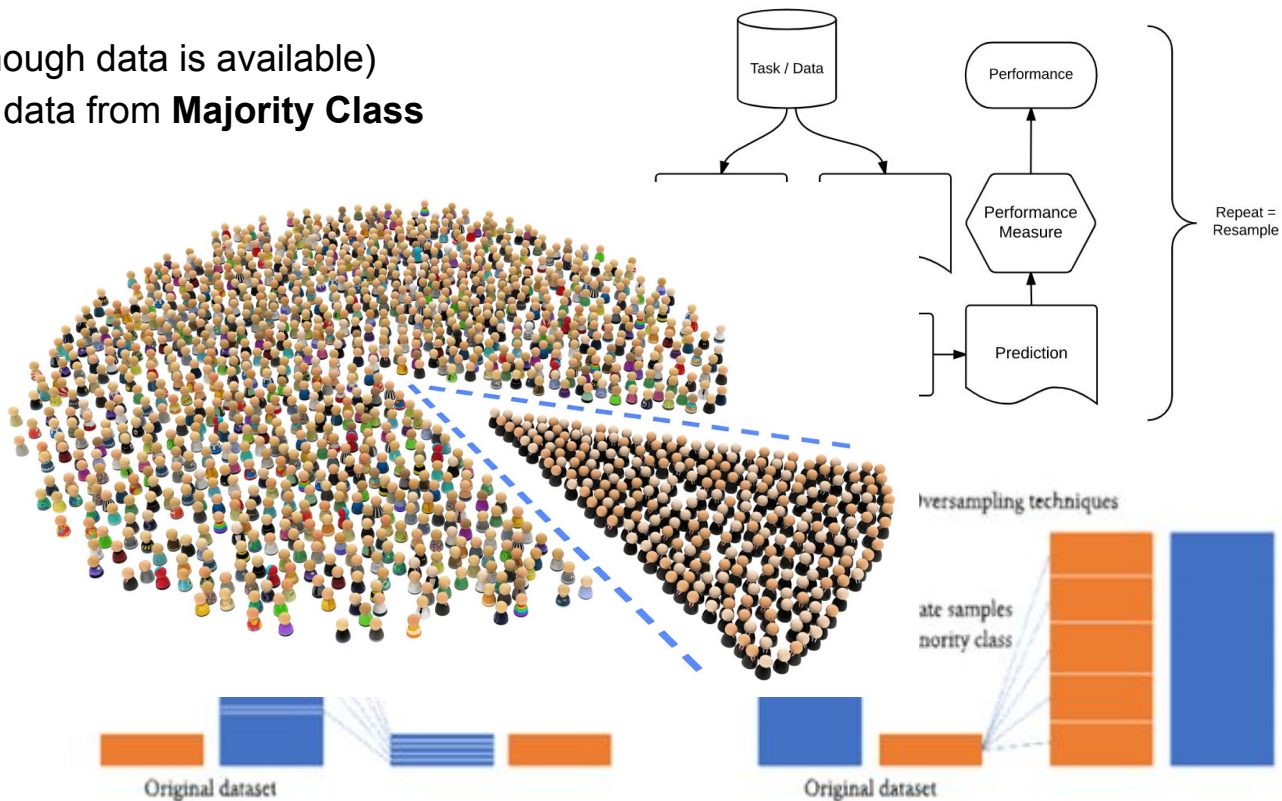 ough data is available)
data from Majority Class
Task / Data
Performance
Performance
Measure
Repeat =
Resample
Prediction
versampling techniques
ate samples
nority class
Original dataset
Original dataset